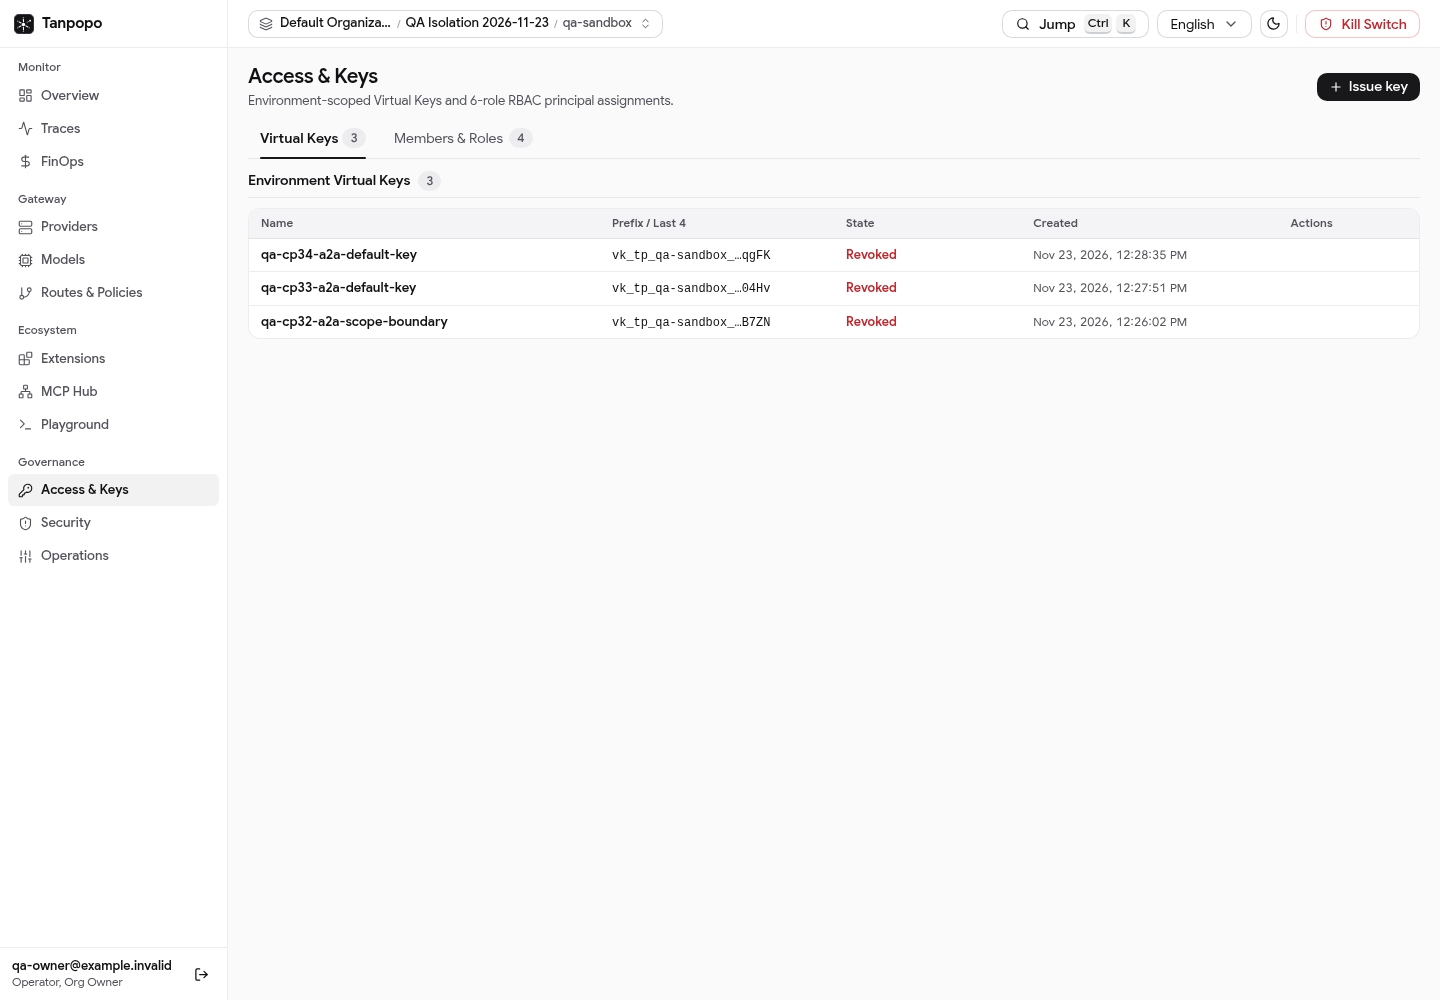 Tanpopo
Default Organiza... / QA Isolation 2026-11-23 / qa-sandbox
Jump Ctrl K
English
Kill Switch
Monitor
Overview
Traces
FinOps
Gateway
Providers
Models
Routes & Policies
Ecosystem
Extensions
MCP Hub
Playground
Governance
Access & Keys
Security
Operations
qa-owner@example.invalid
Operator, Org Owner
Access & Keys
Environment-scoped Virtual Keys and 6-role RBAC principal assignments.
Issue key
Virtual Keys 3 Members & Roles 4
Environment Virtual Keys 3
Name Prefix / Last 4 State Created Actions
qa-cp34-a2a-default-key vk_tp_qa-sandbox_…qgFK Revoked Nov 23, 2026, 12:28:35 PM
qa-cp33-a2a-default-key vk_tp_qa-sandbox_…04Hv Revoked Nov 23, 2026, 12:27:51 PM
qa-cp32-a2a-scope-boundary vk_tp_qa-sandbox_…B7ZN Revoked Nov 23, 2026, 12:26:02 PM